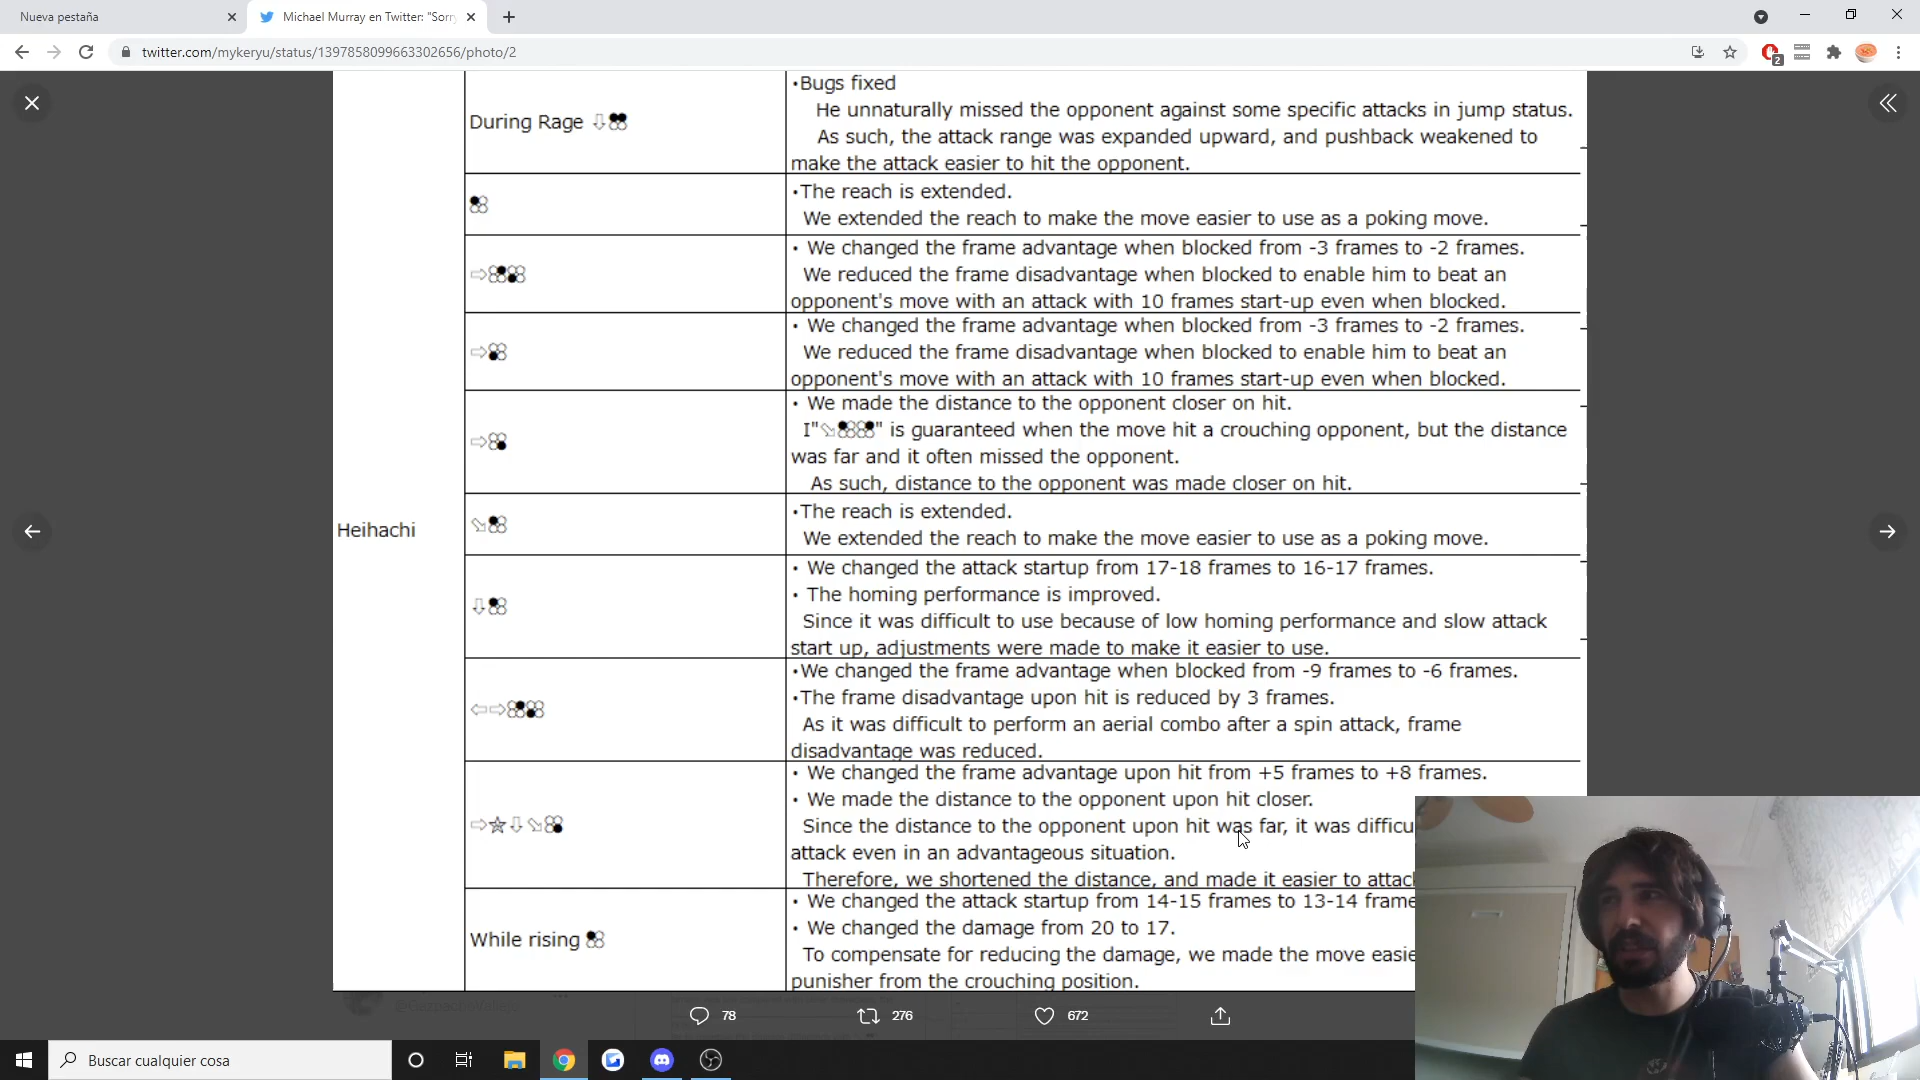 Nueva pestaña
Michael Murray en Twitter: "Sorry
twitter.com/mykeryu/status/1397858099663302656/photo/2
2
During Rage ⇩
•Bugs fixed
He unnaturally missed the opponent against some specific attacks in jump status.
As such, the attack range was expanded upward, and pushback weakened to
make the attack easier to hit the opponent.
•The reach is extended.
We extended the reach to make the move easier to use as a poking move.
⇨
• We changed the frame advantage when blocked from -3 frames to -2 frames.
We reduced the frame disadvantage when blocked to enable him to beat an
opponent's move with an attack with 10 frames start-up even when blocked.
⇨
• We changed the frame advantage when blocked from -3 frames to -2 frames.
We reduced the frame disadvantage when blocked to enable him to beat an
opponent's move with an attack with 10 frames start-up even when blocked.
⇨
• We made the distance to the opponent closer on hit.
I"⬂" is guaranteed when the move hit a crouching opponent, but the distance
was far and it often missed the opponent.
As such, distance to the opponent was made closer on hit.
Heihachi
⬂
•The reach is extended.
We extended the reach to make the move easier to use as a poking move.
⇩
• We changed the attack startup from 17-18 frames to 16-17 frames.
• The homing performance is improved.
Since it was difficult to use because of low homing performance and slow attack
start up, adjustments were made to make it easier to use.
⇦⇨
•We changed the frame advantage when blocked from -9 frames to -6 frames.
•The frame disadvantage upon hit is reduced by 3 frames.
As it was difficult to perform an aerial combo after a spin attack, frame
disadvantage was reduced.
⇨☆⇩⬂
• We changed the frame advantage upon hit from +5 frames to +8 frames.
• We made the distance to the opponent upon hit closer.
Since the distance to the opponent upon hit was far, it was difficu
attack even in an advantageous situation.
Therefore, we shortened the distance, and made it easier to attac
While rising
• We changed the attack startup from 14-15 frames to 13-14 frame
• We changed the damage from 20 to 17.
To compensate for reducing the damage, we made the move easie
punisher from the crouching position.
78
276
672
Buscar cualquier cosa